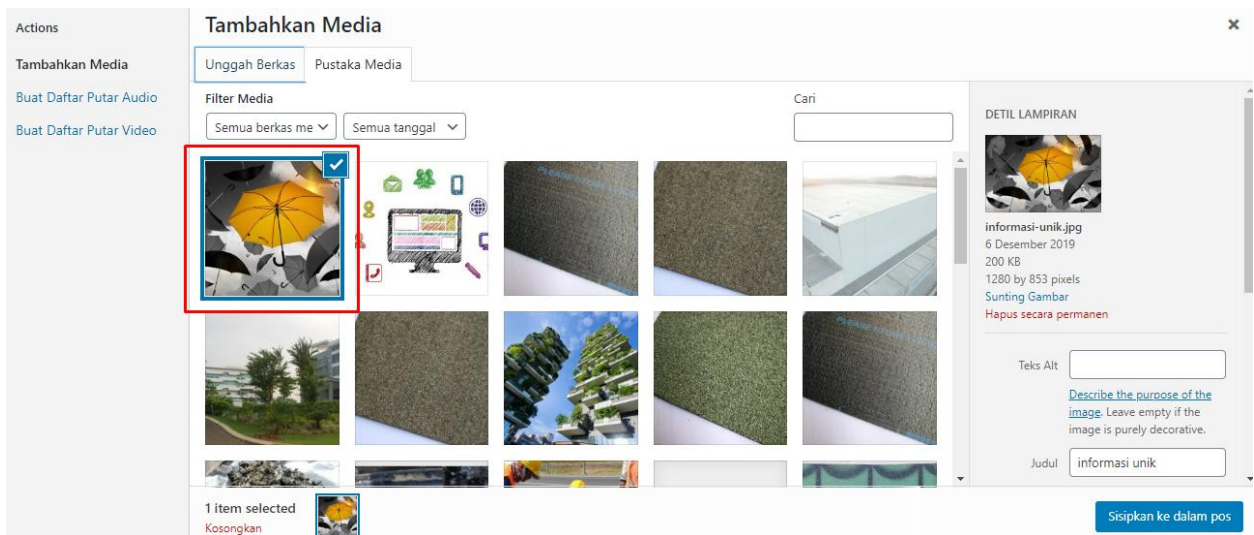 Actions
Tambahkan Media
Buat Daftar Putar Audio
Buat Daftar Putar Video
Tambahkan Media
Unggah Berkas
Pustaka Media
Filter Media
Semua berkas me
Semua tanggal
Cari
DETIL LAMPIRAN
informasi-unik.jpg
6 Desember 2019
200 KB
1280 by 853 pixels
Sunting Gambar
Hapus secara permanen
Teks Alt
Describe the purpose of the
image. Leave empty if the
image is purely decorative.
Judul
informasi unik
1 item selected
Kosongkan
Sisipkan ke dalam pos